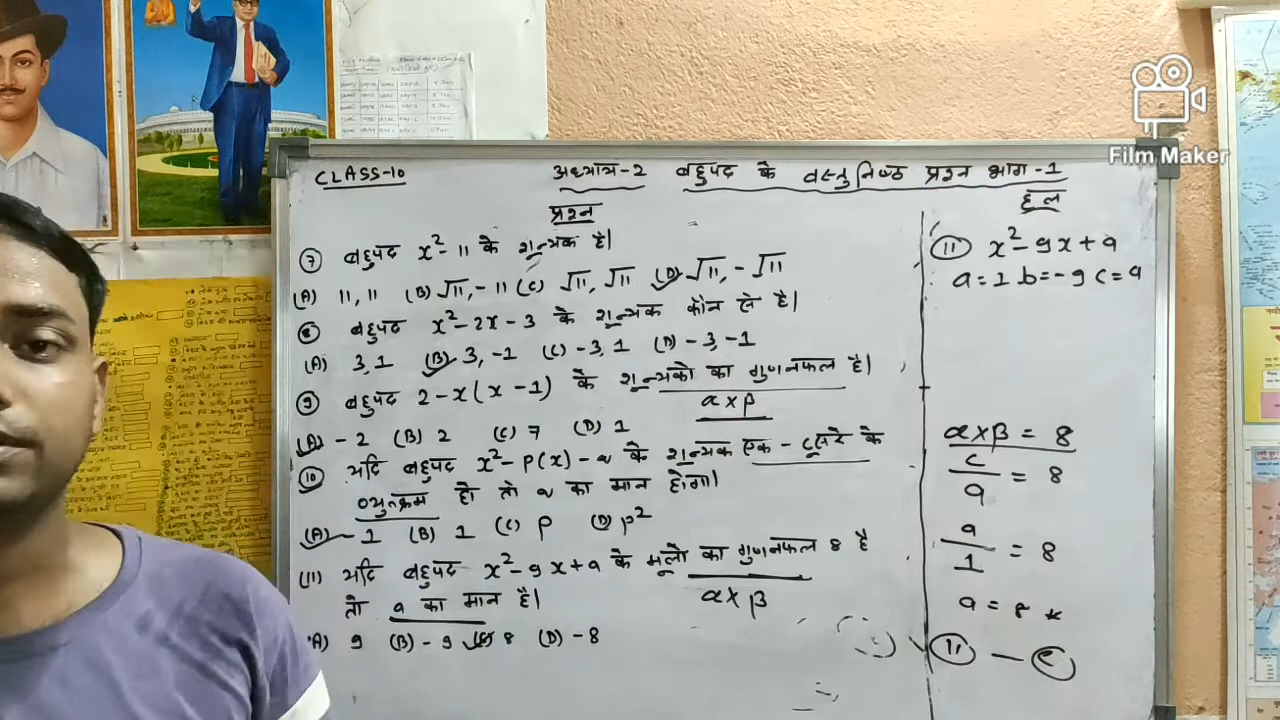 CLASS-10
अध्याय-2 बहुपद के वस्तुनिष्ठ प्रश्न भाग-1
प्रश्न
(7) बहुपद x²-11 के शून्यक है।
(A) 11,11 (B) √11,-11 (C) √11,√11 (D) √11,-√11
(8) बहुपद x²-2x-3 के शून्यक कौन से है।
(A) 3,1 (B) 3,-1 (C) -3,1 (D) -3,-1
(9) बहुपद 2-x(x-1) के शून्यको का गुणनफल है।
α×β
(A) -2 (B) 2 (C) 7 (D) 1
(10) यदि बहुपद x²-P(x)-a के शून्यक एक-दूसरे के
व्युत्क्रम हो तो a का मान होगा।
(A) -1 (B) 1 (C) P (D) P²
(11) यदि बहुपद x²-9x+a के मूलो का गुणनफल 8 है
तो a का मान है।
α×β
(A) 9 (B) -9 (C) 8 (D) -8
हल
(11) x²-9x+a
a=1 b=-9 c=a
α×β = 8
c/a = 8
a/1 = 8
a = 8
(11) - (C)
Film Maker